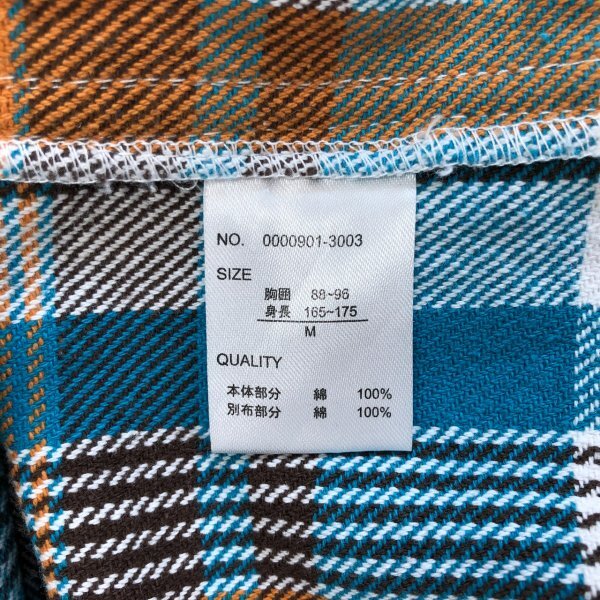 NO. 0000901-3003
SIZE
胸囲 88~96
身長 165~175
M
QUALITY
本体部分 綿 100%
別布部分 綿 100%